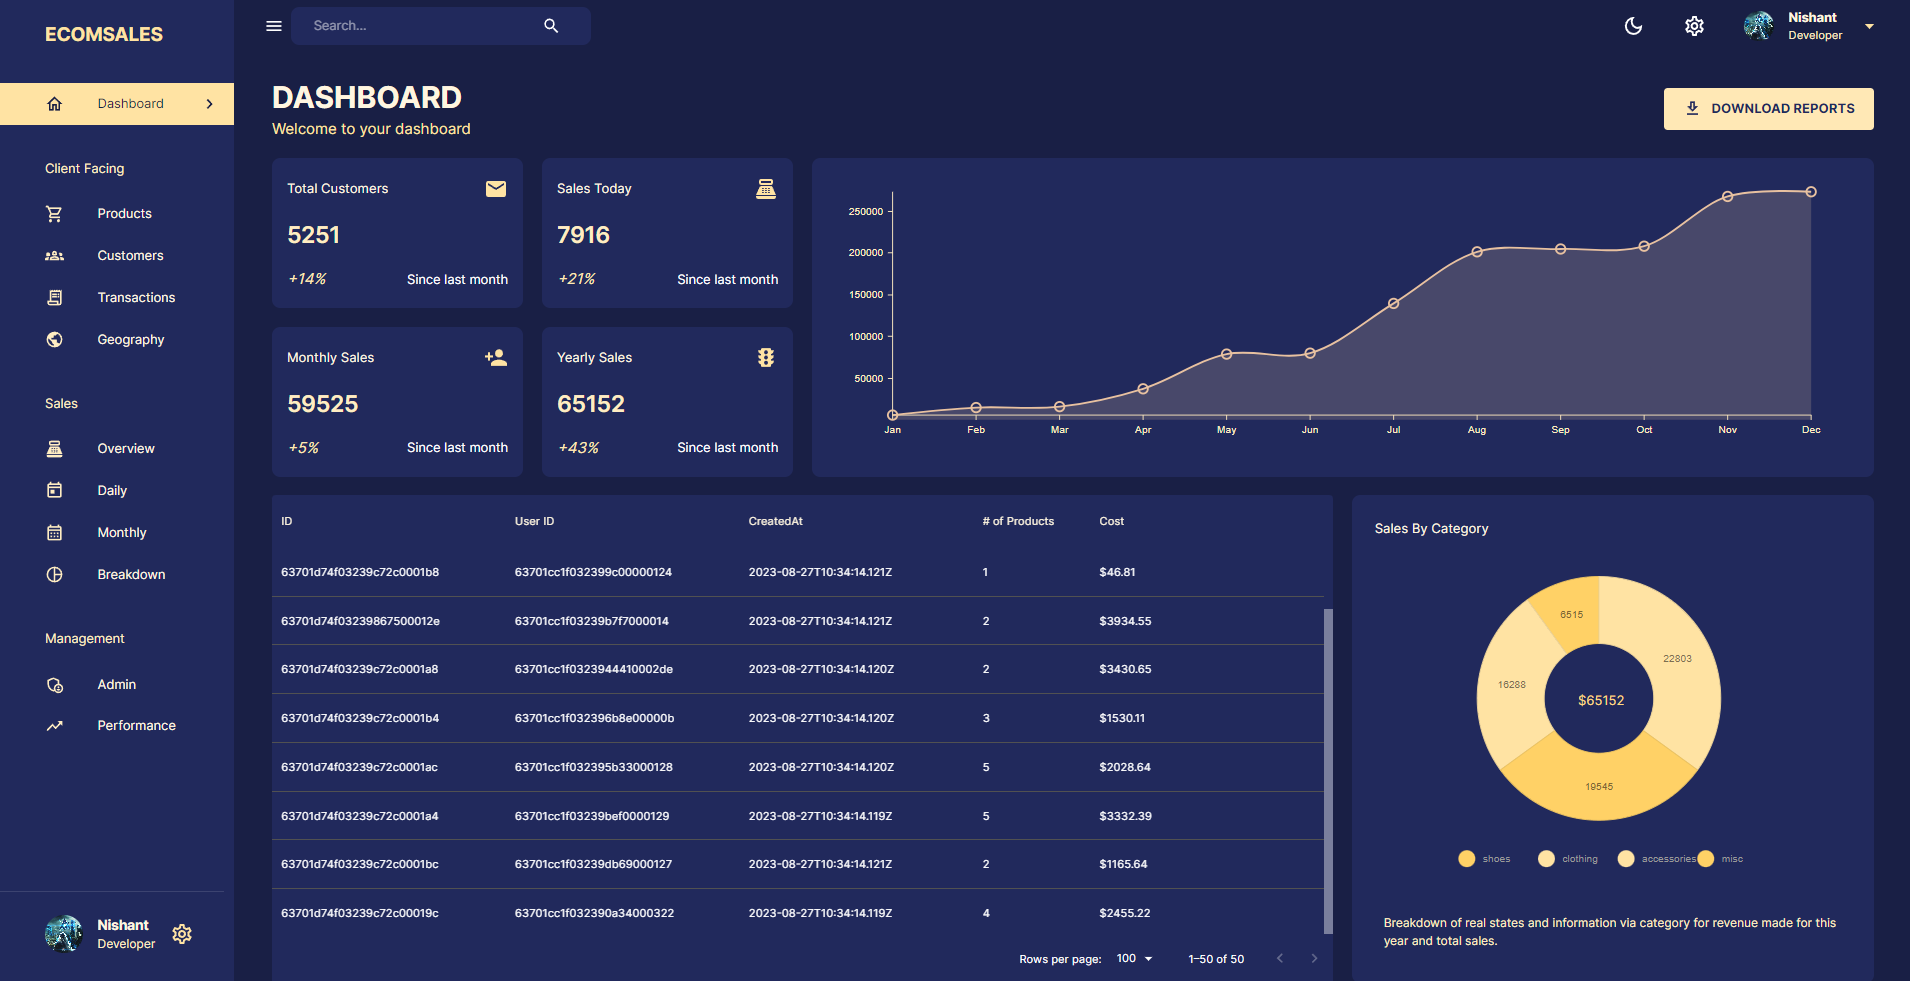 ECOMSALES
Search...
Nishant
Developer
Dashboard
Client Facing
Products
Customers
Transactions
Geography
Sales
Overview
Daily
Monthly
Breakdown
Management
Admin
Performance
Nishant
Developer
DASHBOARD
Welcome to your dashboard
DOWNLOAD REPORTS
Total Customers
5251
+14% Since last month
Sales Today
7916
+21% Since last month
Monthly Sales
59525
+5% Since last month
Yearly Sales
65152
+43% Since last month
250000
200000
150000
100000
50000
Jan Feb Mar Apr May Jun Jul Aug Sep Oct Nov Dec
ID User ID CreatedAt # of Products Cost
63701d74f03239c72c0001b8 63701cc1f032399c00000124 2023-08-27T10:34:14.121Z 1 $46.81
63701d74f03239867500012e 63701cc1f03239b7f7000014 2023-08-27T10:34:14.121Z 2 $3934.55
63701d74f03239c72c0001a8 63701cc1f0323944410002de 2023-08-27T10:34:14.120Z 2 $3430.65
63701d74f03239c72c0001b4 63701cc1f032396b8e00000b 2023-08-27T10:34:14.120Z 3 $1530.11
63701d74f03239c72c0001ac 63701cc1f032395b33000128 2023-08-27T10:34:14.120Z 5 $2028.64
63701d74f03239c72c0001a4 63701cc1f03239bef0000129 2023-08-27T10:34:14.119Z 5 $3332.39
63701d74f03239c72c0001bc 63701cc1f03239db69000127 2023-08-27T10:34:14.121Z 2 $1165.64
63701d74f03239c72c00019c 63701cc1f032390a34000322 2023-08-27T10:34:14.119Z 4 $2455.22
Rows per page: 100 1–50 of 50
Sales By Category
6515
22803
16288
$65152
19545
shoes clothing accessories misc
Breakdown of real states and information via category for revenue made for this
year and total sales.